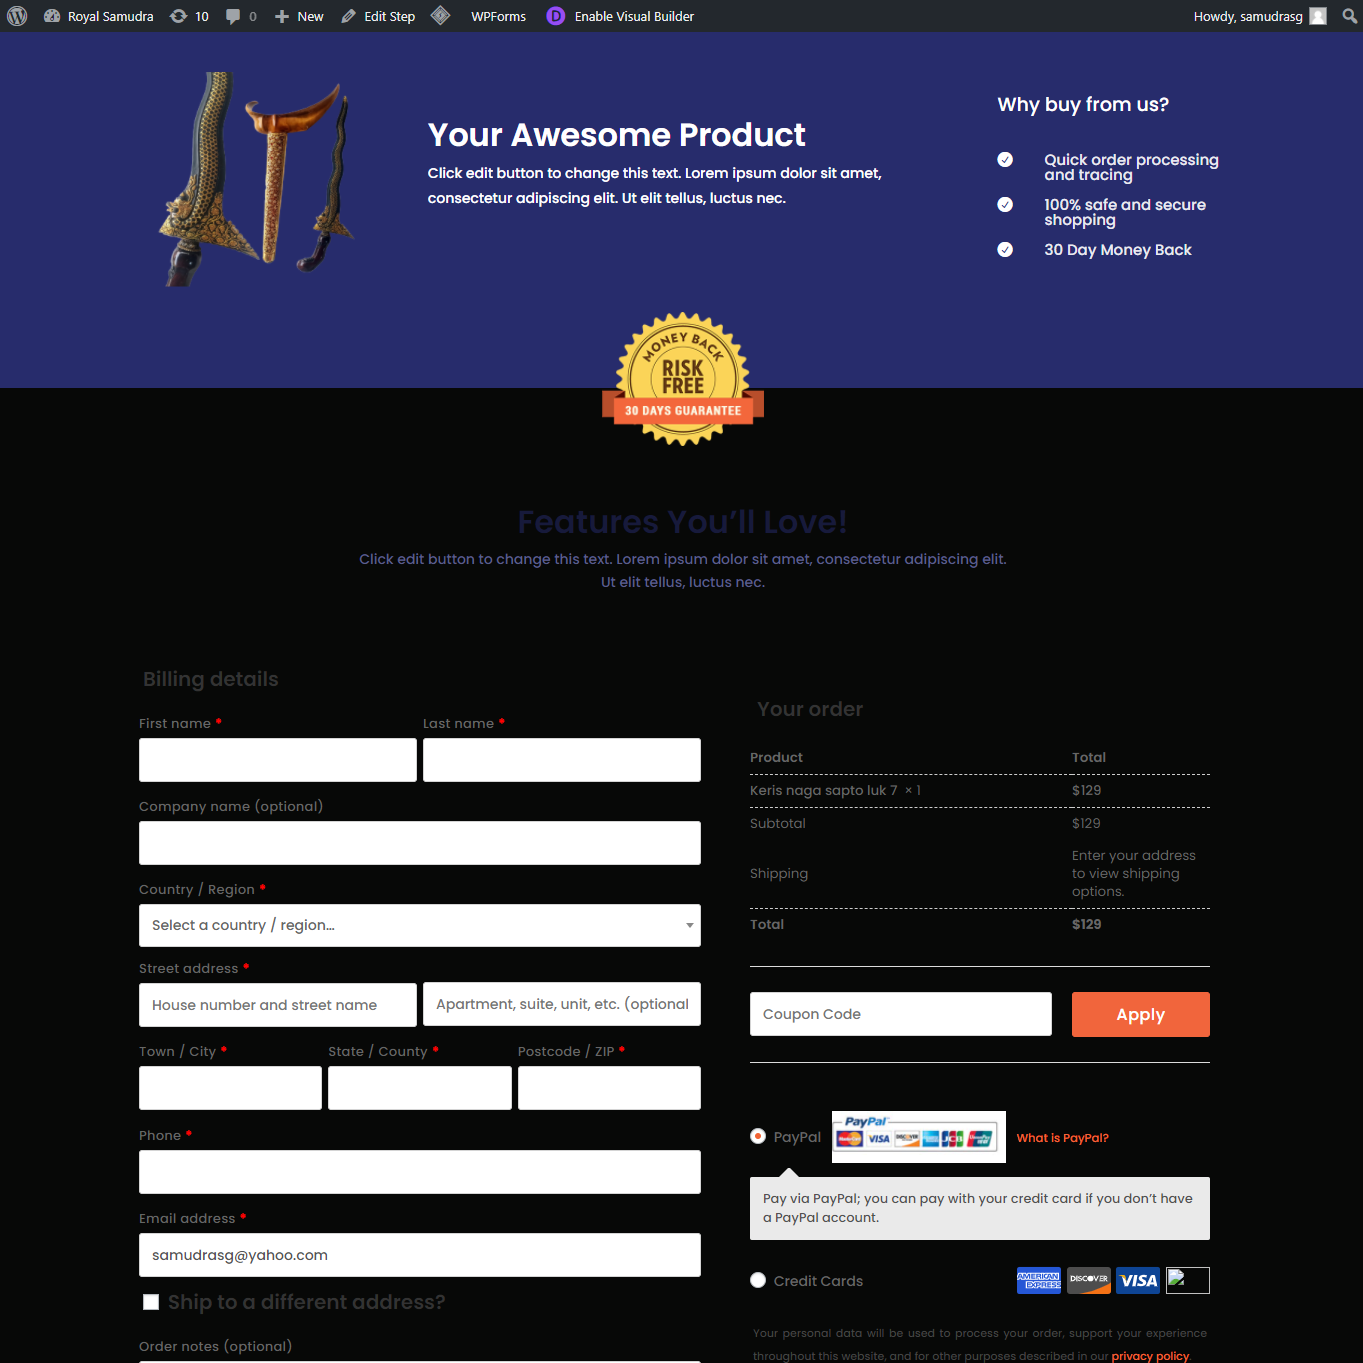 Royal Samudra 10 0 New Edit Step WPForms D Enable Visual Builder Howdy, samudrasg
Your Awesome Product
Click edit button to change this text. Lorem ipsum dolor sit amet,
consectetur adipiscing elit. Ut elit tellus, luctus nec.
Why buy from us?
Quick order processing
and tracing
100% safe and secure
shopping
30 Day Money Back
MONEY BACK
RISK
FREE
30 DAYS GUARANTEE
Features You’ll Love!
Click edit button to change this text. Lorem ipsum dolor sit amet, consectetur adipiscing elit.
Ut elit tellus, luctus nec.
Billing details
First name * Last name *
Company name (optional)
Country / Region *
Select a country / region…
Street address *
House number and street name Apartment, suite, unit, etc. (optional
Town / City * State / County * Postcode / ZIP *
Phone *
Email address *
samudrasg@yahoo.com
Ship to a different address?
Order notes (optional)
Your order
Product Total
Keris naga sapto luk 7 × 1 $129
Subtotal $129
Shipping
Enter your address
to view shipping
options.
Total $129
Coupon Code Apply
PayPal PayPal What is PayPal?
MasterCard VISA DISCOVER AMEX JCB UnionPay
Pay via PayPal; you can pay with your credit card if you don’t have
a PayPal account.
Credit Cards AMERICAN EXPRESS DISCOVER VISA
Your personal data will be used to process your order, support your experience
throughout this website, and for other purposes described in our privacy policy.